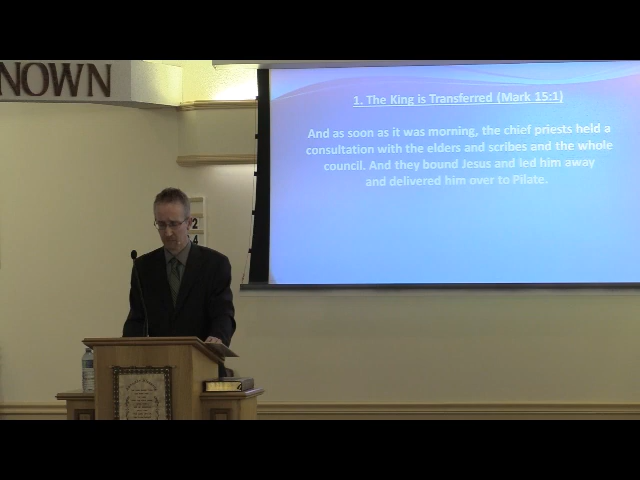 NOWN
1. The King is Transferred (Mark 15:1)
And as soon as it was morning, the chief priests held a
consultation with the elders and scribes and the whole
council. And they bound Jesus and led him away
and delivered him over to Pilate.
2
4